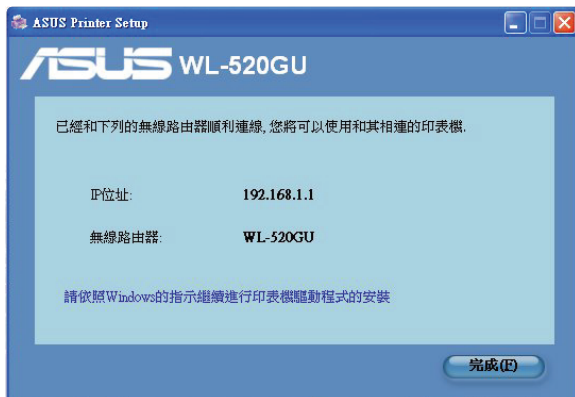 ASUS Printer Setup
ASUS WL-520GU
已經和下列的無線路由器順利連線, 您將可以使用和其相連的印表機.
IP位址: 192.168.1.1
無線路由器: WL-520GU
請依照Windows的指示繼續進行印表機驅動程式的安裝
完成(F)